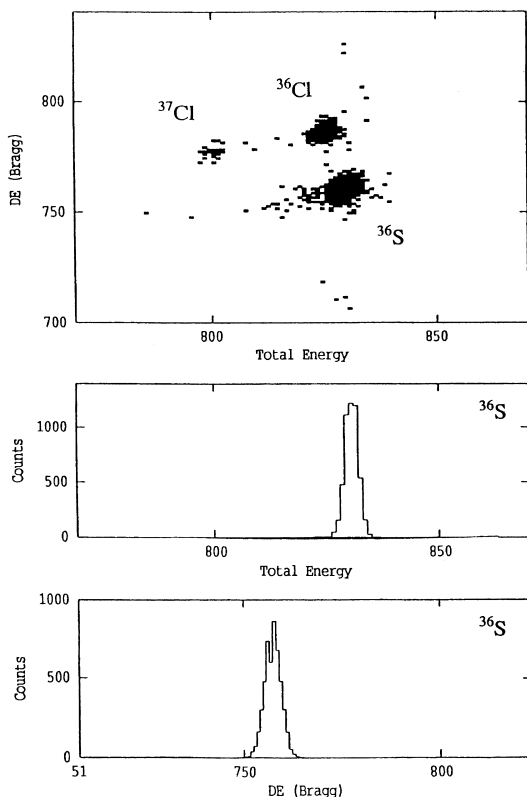 36Cl
37Cl
36S
DE (Bragg)
800
750
700
800
850
Total Energy
36S
Counts
1000
500
0
800
850
Total Energy
36S
Counts
1000
500
0
51
750
800
DE (Bragg)